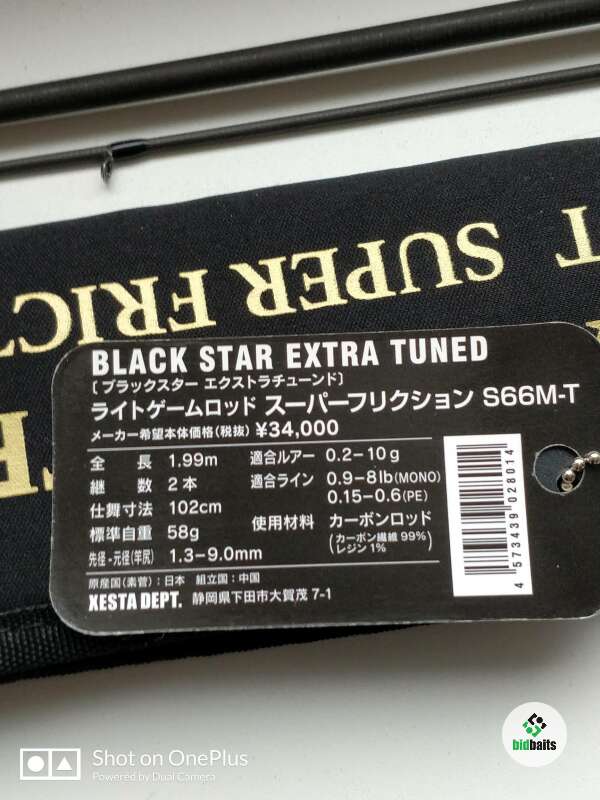 T SUPER FRICT
BLACK STAR EXTRA TUNED
〔ブラックスター エクストラチューンド〕
ライトゲームロッド スーパーフリクション S66M-T
メーカー希望本体価格(税抜) ¥34,000
全長 1.99m 適合ルアー 0.2-10g
継数 2本 適合ライン 0.9-8lb(MONO)
仕舞寸法 102cm 0.15-0.6(PE)
標準自重 58g 使用材料 カーボンロッド
先径-元径(竿尻) 1.3-9.0mm (カーボン繊維 99% レジン 1%)
原産国(素管):日本 組立国:中国
XESTA DEPT. 静岡県下田市大賀茂 7-1
4 573439 028014
bidbaits
Shot on OnePlus
Powered by Dual Camera